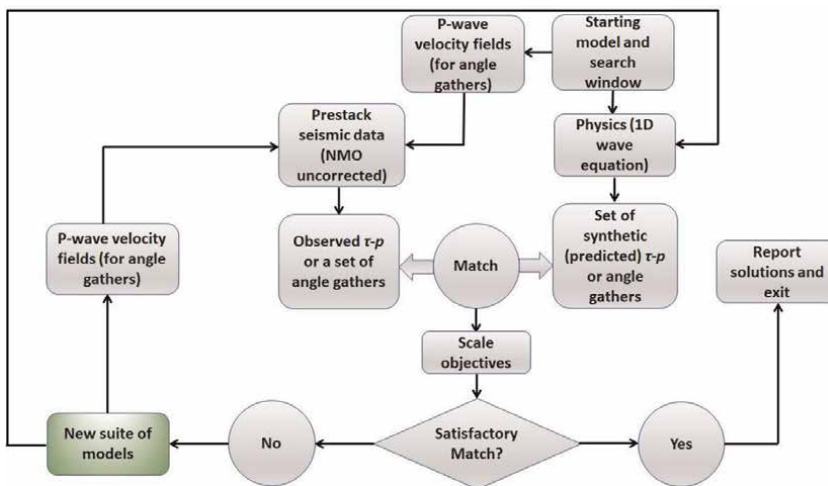 P-wave
velocity fields
(for angle
gathers)
Starting
model and
search
window
Prestack
seismic data
(NMO
uncorrected)
Physics (1D
wave
equation)
P-wave velocity
fields (for angle
gathers)
Observed τ-p
or a set of
angle gathers
Match
Set of
synthetic
(predicted) τ-p
or angle
gathers
Report
solutions and
exit
Scale
objectives
New suite of
models
No
Satisfactory
Match?
Yes